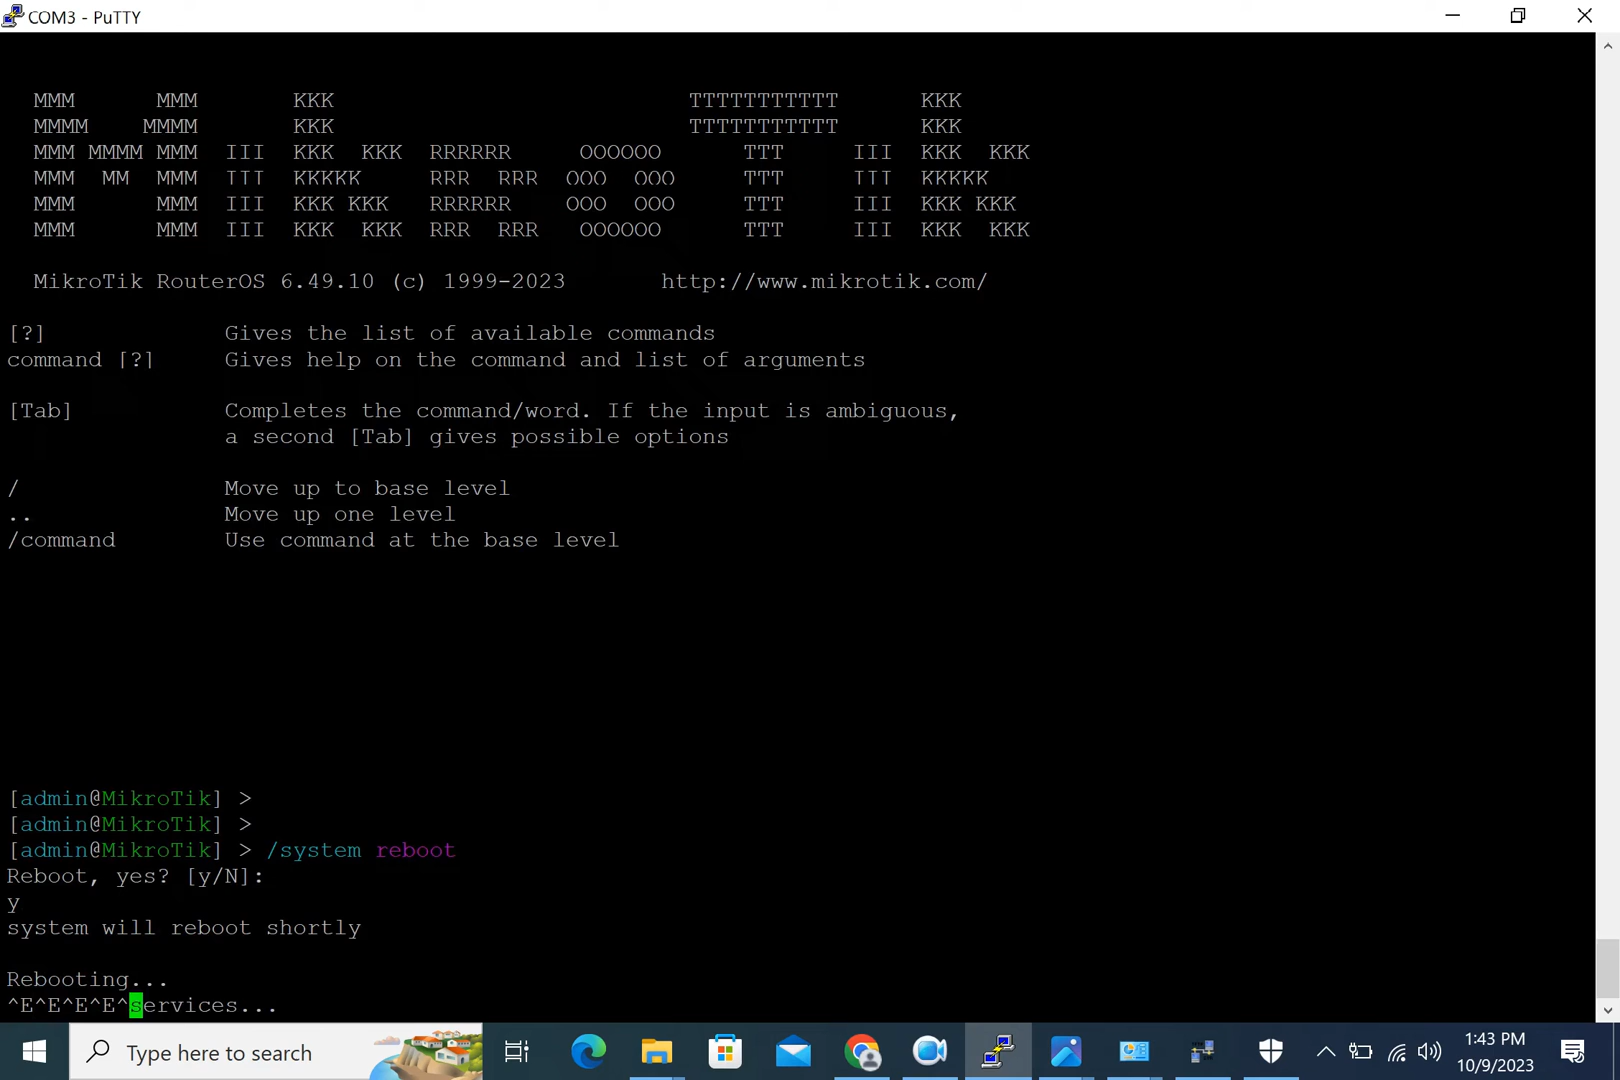 COM3 - PuTTY
MMM      MMM       KKK                          TTTTTTTTTTT      KKK
MMMM    MMMM       KKK                          TTTTTTTTTTT      KKK
MMM MMMM MMM  III  KKK  KKK  RRRRRR     OOOOOO      TTT     III  KKK  KKK
MMM  MM  MMM  III  KKKKK     RRR  RRR  OOO  OOO     TTT     III  KKKKK
MMM      MMM  III  KKK KKK   RRRRRR    OOO  OOO     TTT     III  KKK KKK
MMM      MMM  III  KKK  KKK  RRR  RRR   OOOOOO      TTT     III  KKK  KKK
MikroTik RouterOS 6.49.10 (c) 1999-2023       http://www.mikrotik.com/
[?]             Gives the list of available commands
command [?]     Gives help on the command and list of arguments
[Tab]           Completes the command/word. If the input is ambiguous,
a second [Tab] gives possible options
/               Move up to base level
..              Move up one level
/command        Use command at the base level
[admin@MikroTik] >
[admin@MikroTik] >
[admin@MikroTik] > /system reboot
Reboot, yes? [y/N]:
y
system will reboot shortly
Rebooting...
^E^E^E^E^services...
Type here to search
1:43 PM
10/9/2023